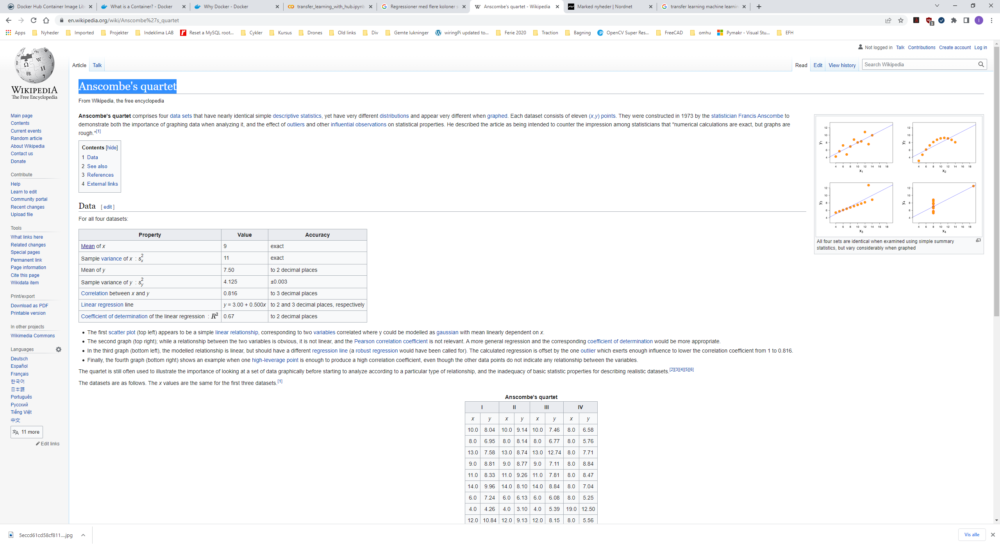 Docker Hub Container Image Lib
What is a Container? - Docker
Why Docker - Docker
transfer_learning_with_hub.ipynb
Regressioner med flere koloner s
Anscombe's quartet - Wikipedia
Marked nyheder | Nordnet
transfer learning machine learnin
en.wikipedia.org/wiki/Anscombe%27s_quartet
3
I
Apps Nyheder Imported Projekter Indeklima LAB Reset a MySQL root... Cykler Kursus Drones Old links Div Gemte lukninger wiringPi updated to... Ferie 2020 Traction Bagning OpenCV Super Res... FreeCAD omhu Pymakr - Visual Stu... EFH
Not logged in Talk Contributions Create account Log in
Article Talk
Read Edit View history Search Wikipedia
WIKIPEDIA
The Free Encyclopedia
Main page
Contents
Current events
Random article
About Wikipedia
Contact us
Donate
Contribute
Help
Learn to edit
Community portal
Recent changes
Upload file
Tools
What links here
Related changes
Special pages
Permanent link
Page information
Cite this page
Wikidata item
Print/export
Download as PDF
Printable version
In other projects
Wikimedia Commons
Languages
Deutsch
Español
Français
한국어
日本語
Português
Русский
Tiếng Việt
中文
11 more
Edit links
Anscombe's quartet
From Wikipedia, the free encyclopedia
Anscombe's quartet comprises four data sets that have nearly identical simple descriptive statistics, yet have very different distributions and appear very different when graphed. Each dataset consists of eleven (x,y) points. They were constructed in 1973 by the statistician Francis Anscombe to
demonstrate both the importance of graphing data when analyzing it, and the effect of outliers and other influential observations on statistical properties. He described the article as being intended to counter the impression among statisticians that "numerical calculations are exact, but graphs are
rough."[1]
Contents [hide]
1 Data
2 See also
3 References
4 External links
12
10
8
6
4
y1
4 6 8 10 12 14 16 18
x1
12
10
8
6
4
y2
4 6 8 10 12 14 16 18
x2
12
10
8
6
4
y3
4 6 8 10 12 14 16 18
x3
12
10
8
6
4
y4
4 6 8 10 12 14 16 18
x4
All four sets are identical when examined using simple summary
statistics, but vary considerably when graphed
Data [ edit ]
For all four datasets:
Property Value Accuracy
Mean of x 9 exact
Sample variance of x : s²x 11 exact
Mean of y 7.50 to 2 decimal places
Sample variance of y : s²y 4.125 ±0.003
Correlation between x and y 0.816 to 3 decimal places
Linear regression line y = 3.00 + 0.500x to 2 and 3 decimal places, respectively
Coefficient of determination of the linear regression : R² 0.67 to 2 decimal places
• The first scatter plot (top left) appears to be a simple linear relationship, corresponding to two variables correlated where y could be modelled as gaussian with mean linearly dependent on x.
• The second graph (top right); while a relationship between the two variables is obvious, it is not linear, and the Pearson correlation coefficient is not relevant. A more general regression and the corresponding coefficient of determination would be more appropriate.
• In the third graph (bottom left), the modelled relationship is linear, but should have a different regression line (a robust regression would have been called for). The calculated regression is offset by the one outlier which exerts enough influence to lower the correlation coefficient from 1 to 0.816.
• Finally, the fourth graph (bottom right) shows an example when one high-leverage point is enough to produce a high correlation coefficient, even though the other data points do not indicate any relationship between the variables.
The quartet is still often used to illustrate the importance of looking at a set of data graphically before starting to analyze according to a particular type of relationship, and the inadequacy of basic statistic properties for describing realistic datasets.[2][3][4][5][6]
The datasets are as follows. The x values are the same for the first three datasets.[1]
Anscombe's quartet
I II III IV
x y x y x y x y
10.0 8.04 10.0 9.14 10.0 7.46 8.0 6.58
8.0 6.95 8.0 8.14 8.0 6.77 8.0 5.76
13.0 7.58 13.0 8.74 13.0 12.74 8.0 7.71
9.0 8.81 9.0 8.77 9.0 7.11 8.0 8.84
11.0 8.33 11.0 9.26 11.0 7.81 8.0 8.47
14.0 9.96 14.0 8.10 14.0 8.84 8.0 7.04
6.0 7.24 6.0 6.13 6.0 6.08 8.0 5.25
4.0 4.26 4.0 3.10 4.0 5.39 19.0 12.50
12.0 10.84 12.0 9.13 12.0 8.15 8.0 5.56
5eccd61cd58cf811....jpg
Vis alle